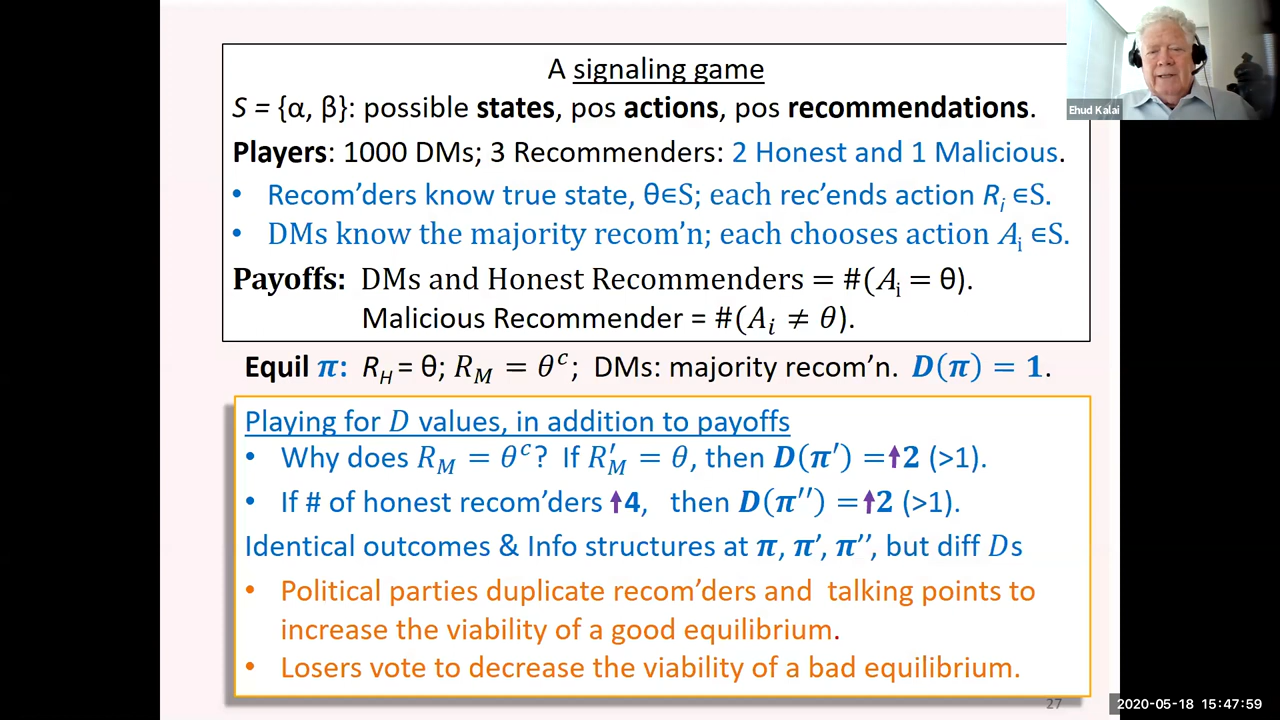 A signaling game
S = {α, β}: possible states, pos actions, pos recommendations.
Players: 1000 DMs; 3 Recommenders: 2 Honest and 1 Malicious.
• Recom'ders know true state, θ∈S; each rec'ends action Rᵢ ∈S.
• DMs know the majority recom'n; each chooses action Aᵢ ∈S.
Payoffs: DMs and Honest Recommenders = #(Aᵢ = θ).
Malicious Recommender = #(Aᵢ ≠ θ).
Equil π: R_H = θ; R_M = θᶜ; DMs: majority recom'n. D(π) = 1.
Playing for D values, in addition to payoffs
• Why does R_M = θᶜ? If R′_M = θ, then D(π′) =↑2 (>1).
• If # of honest recom'ders ↑4, then D(π′′) =↑2 (>1).
Identical outcomes & Info structures at π, π′, π′′, but diff Ds
• Political parties duplicate recom'ders and talking points to
increase the viability of a good equilibrium.
• Losers vote to decrease the viability of a bad equilibrium.
27
Ehud Kalai
2020-05-18 15:47:59